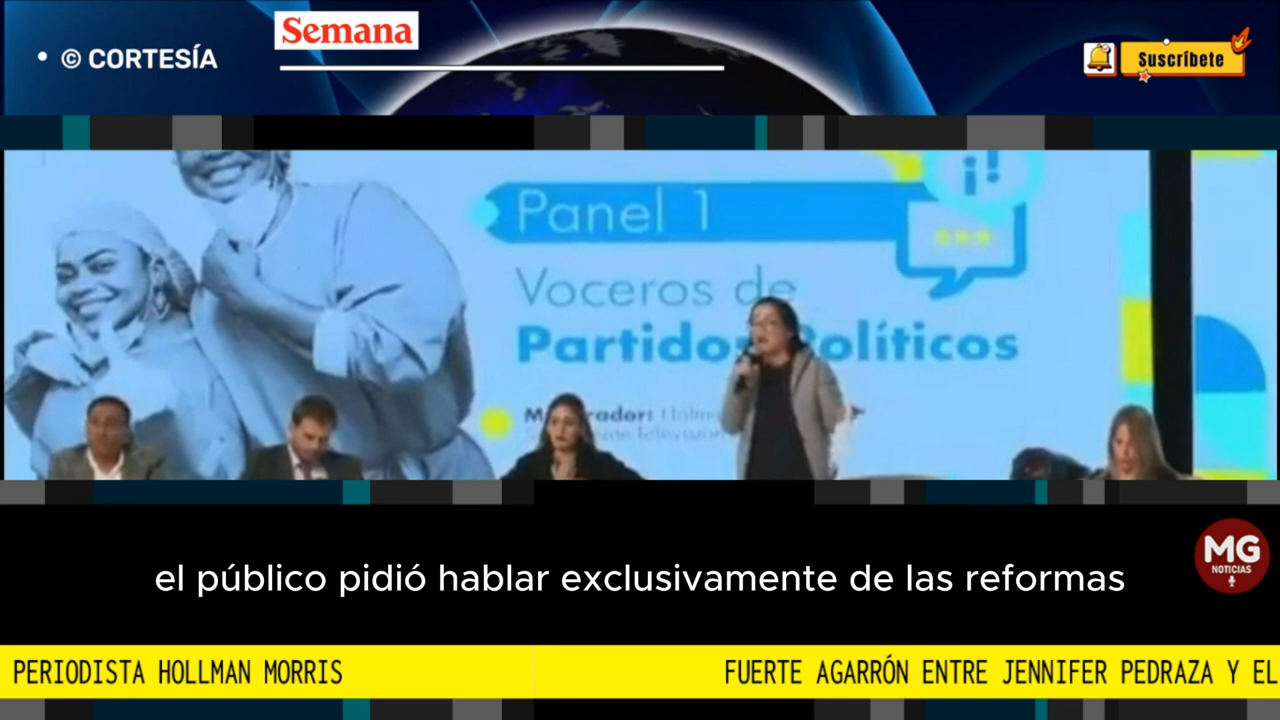 • © CORTESÍA
Semana
Suscríbete
Panel 1
¡!
Voceros de
Partidos Políticos
el público pidió hablar exclusivamente de las reformas
MG
NOTICIAS
PERIODISTA HOLLMAN MORRIS
FUERTE AGARRÓN ENTRE JENNIFER PEDRAZA Y EL